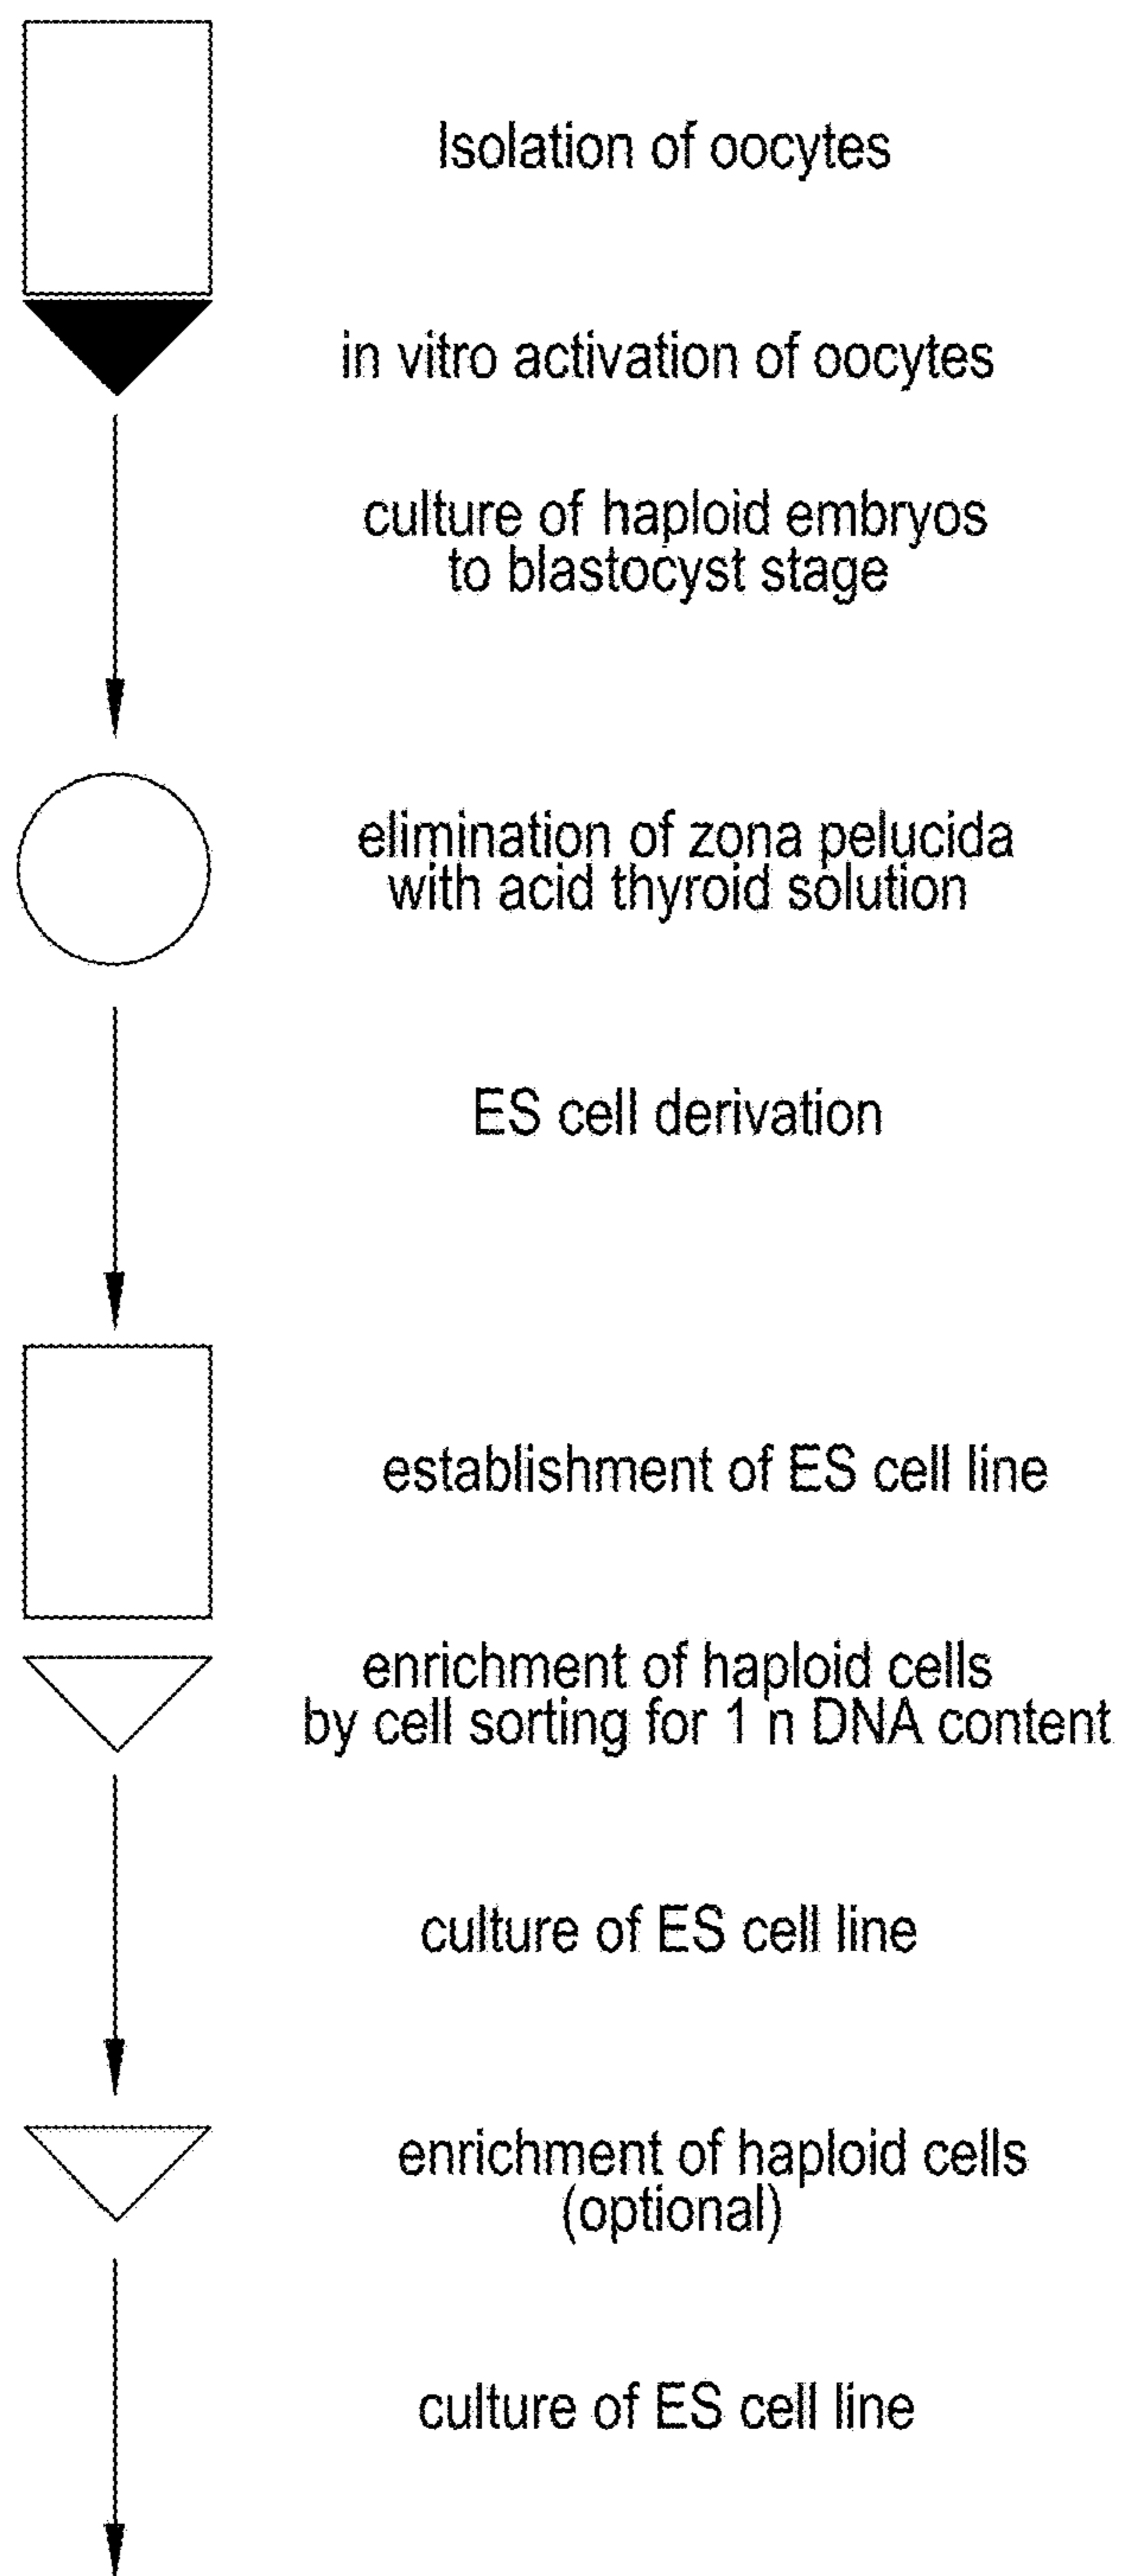 Isolation of oocytes
in vitro activation of oocytes
culture of haploid embryos
to blastocyst stage
elimination of zona pelucida
with acid thyroid solution
ES cell derivation
establishment of ES cell line
enrichment of haploid cells
by cell sorting for 1 n DNA content
culture of ES cell line
enrichment of haploid cells
(optional)
culture of ES cell line